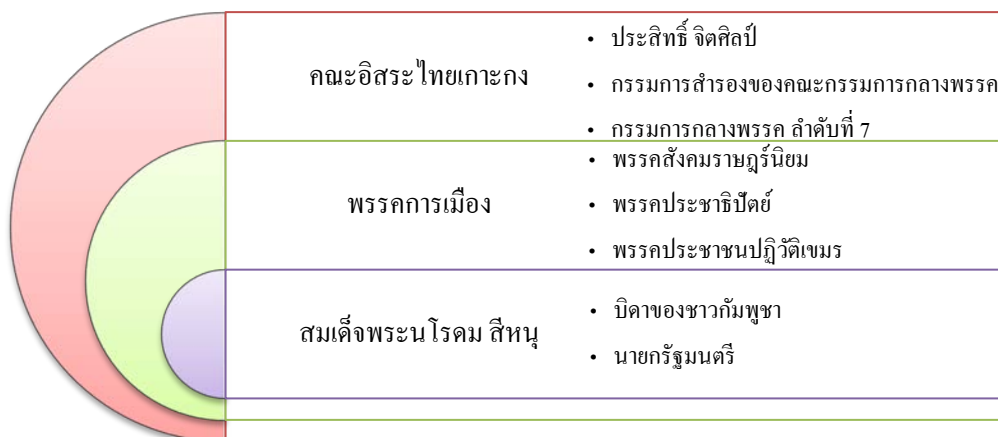 คณะอิสระไทยเกาะกง
• ประสิทธิ์ จิตศิลป์
• กรรมการสำรองของคณะกรรมการกลางพรรค
• กรรมการกลางพรรค ลำดับที่ 7
พรรคการเมือง
• พรรคสังคมราษฎร์นิยม
• พรรคประชาธิปัตย์
• พรรคประชาชนปฏิวัติเขมร
สมเด็จพระนโรดม สีหนุ
• บิดาของชาวกัมพูชา
• นายกรัฐมนตรี